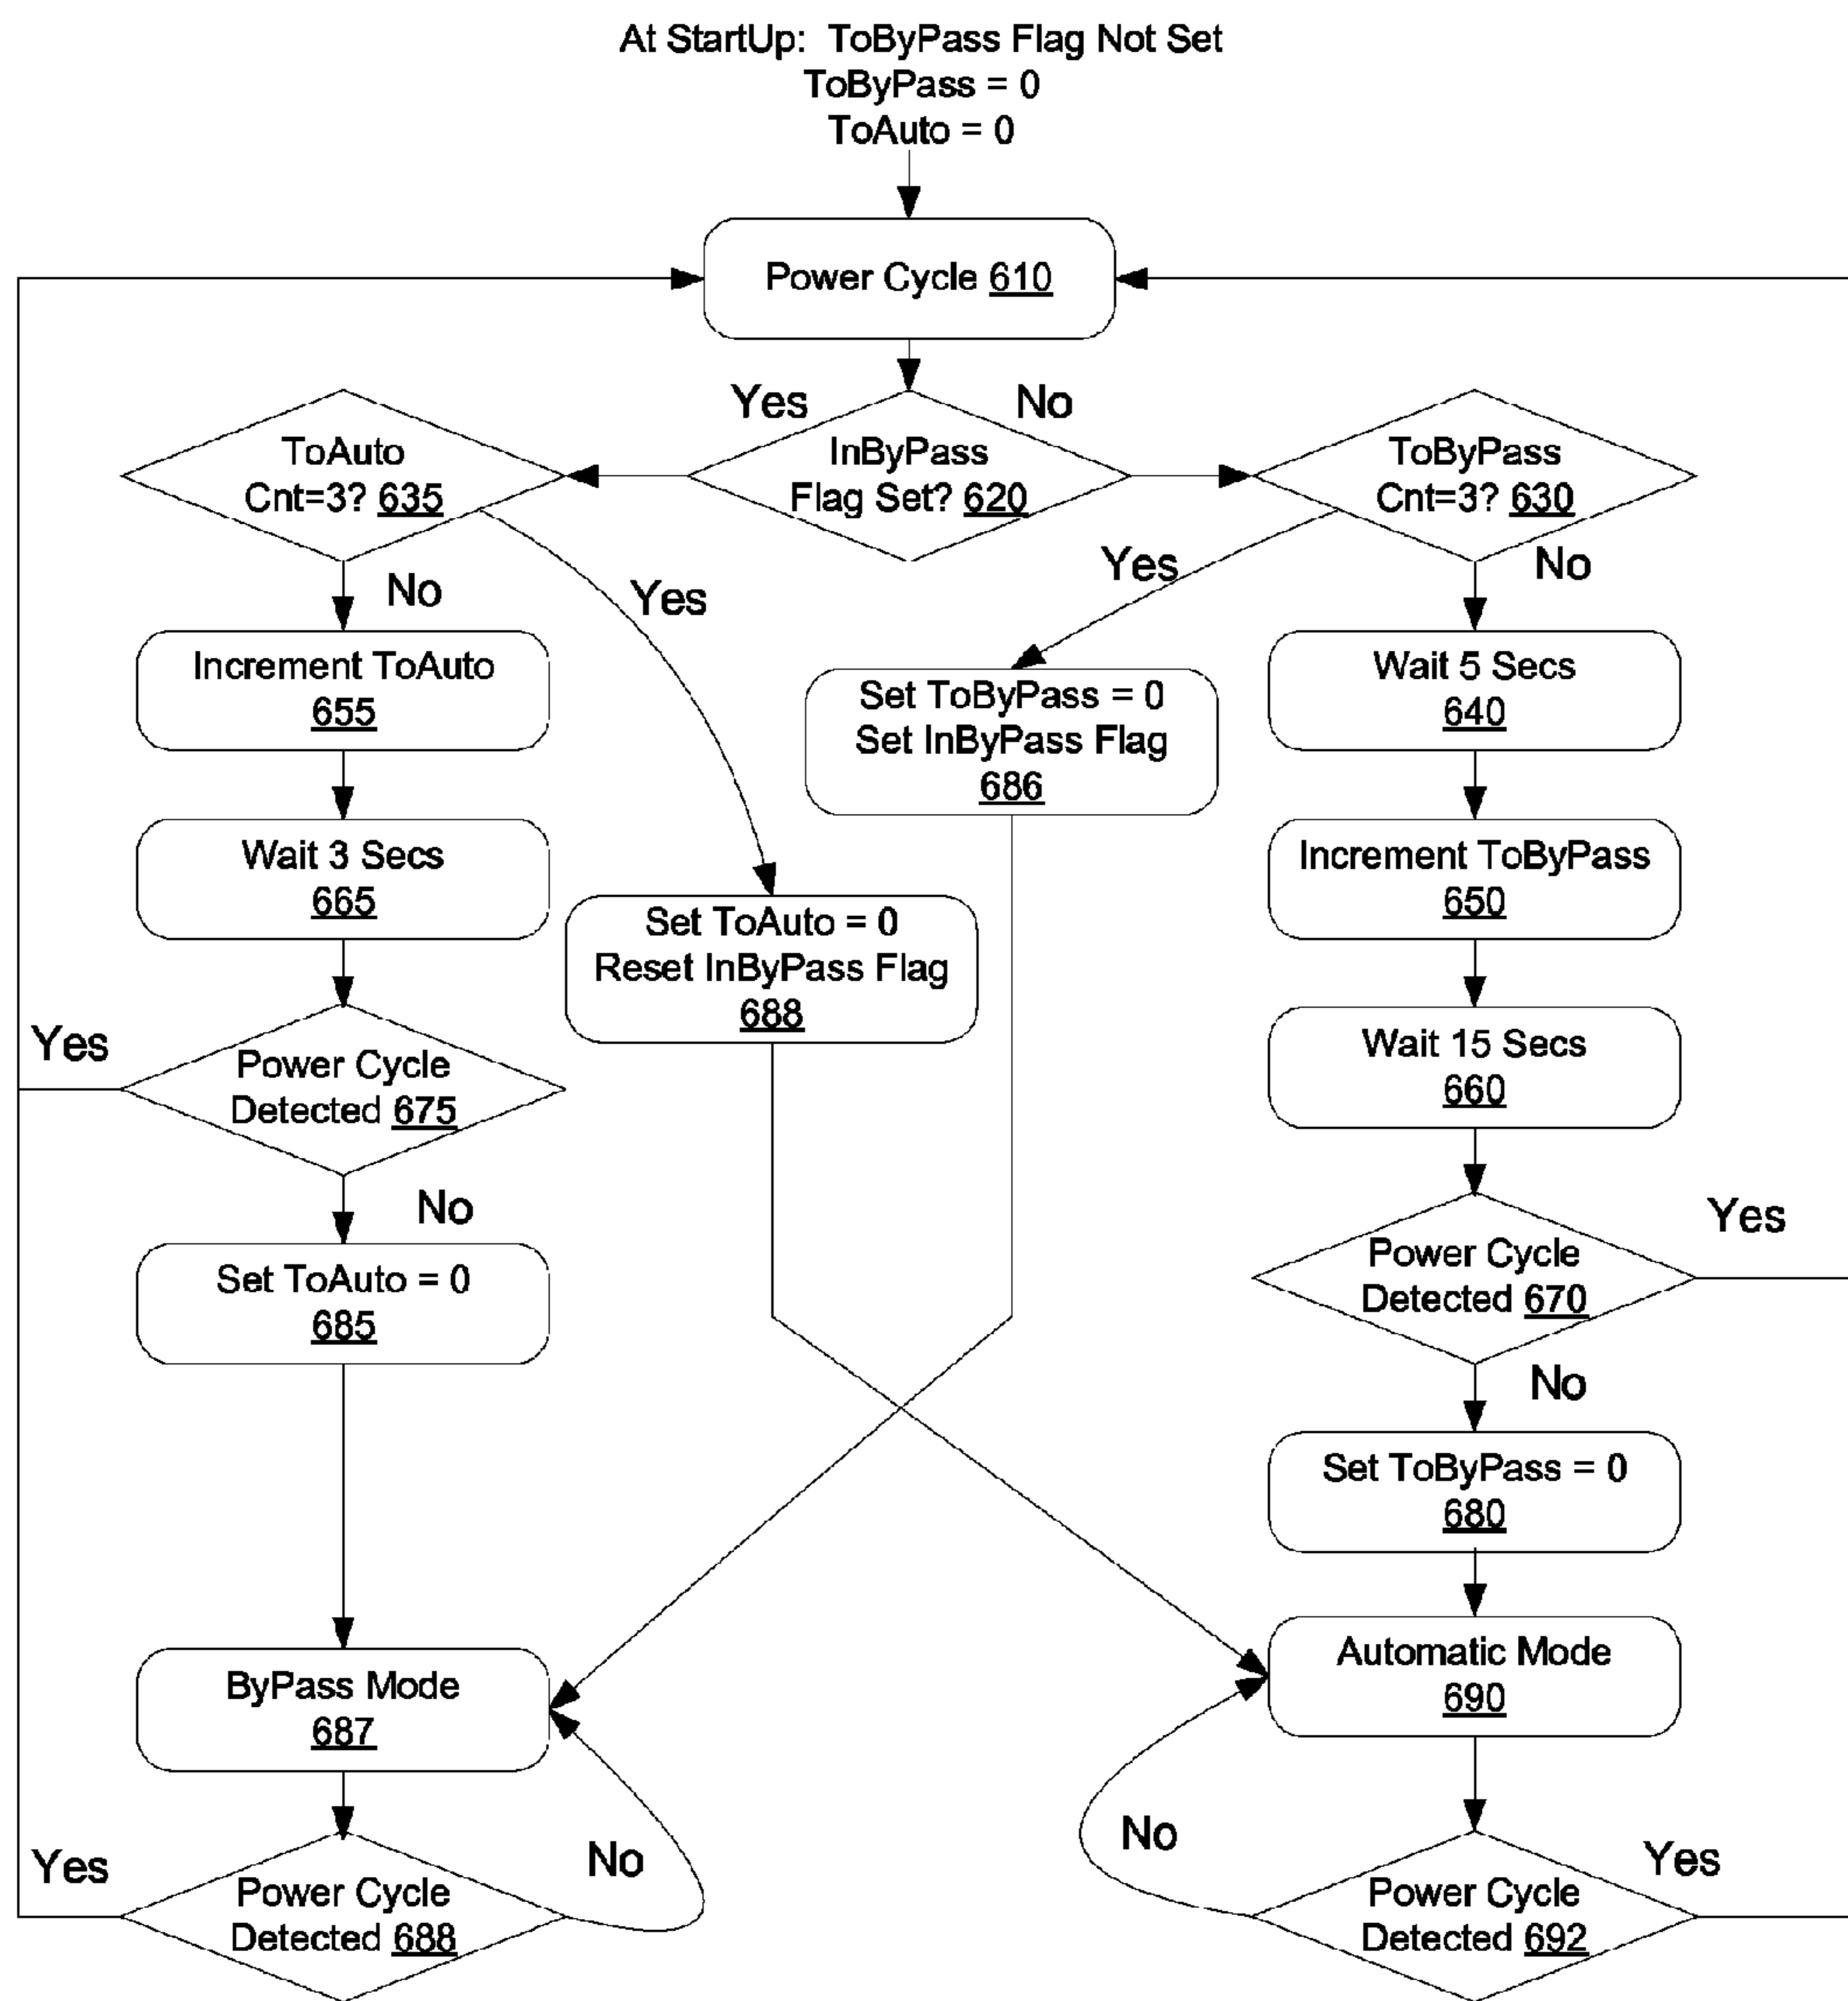 At StartUp: ToByPass Flag Not Set
ToByPass = 0
ToAuto = 0
Power Cycle 610
Yes
No
ToAuto
Cnt=3? 635
InByPass
Flag Set? 620
ToByPass
Cnt=3? 630
No
Yes
Yes
No
Increment ToAuto
655
Set ToByPass = 0
Set InByPass Flag
686
Wait 5 Secs
640
Wait 3 Secs
665
Set ToAuto = 0
Reset InByPass Flag
688
Increment ToByPass
650
Yes
Power Cycle
Detected 675
Wait 15 Secs
660
No
Set ToAuto = 0
685
Yes
Power Cycle
Detected 670
No
Set ToByPass = 0
680
ByPass Mode
687
Automatic Mode
690
Yes
No
Power Cycle
Detected 688
No
Yes
Power Cycle
Detected 692